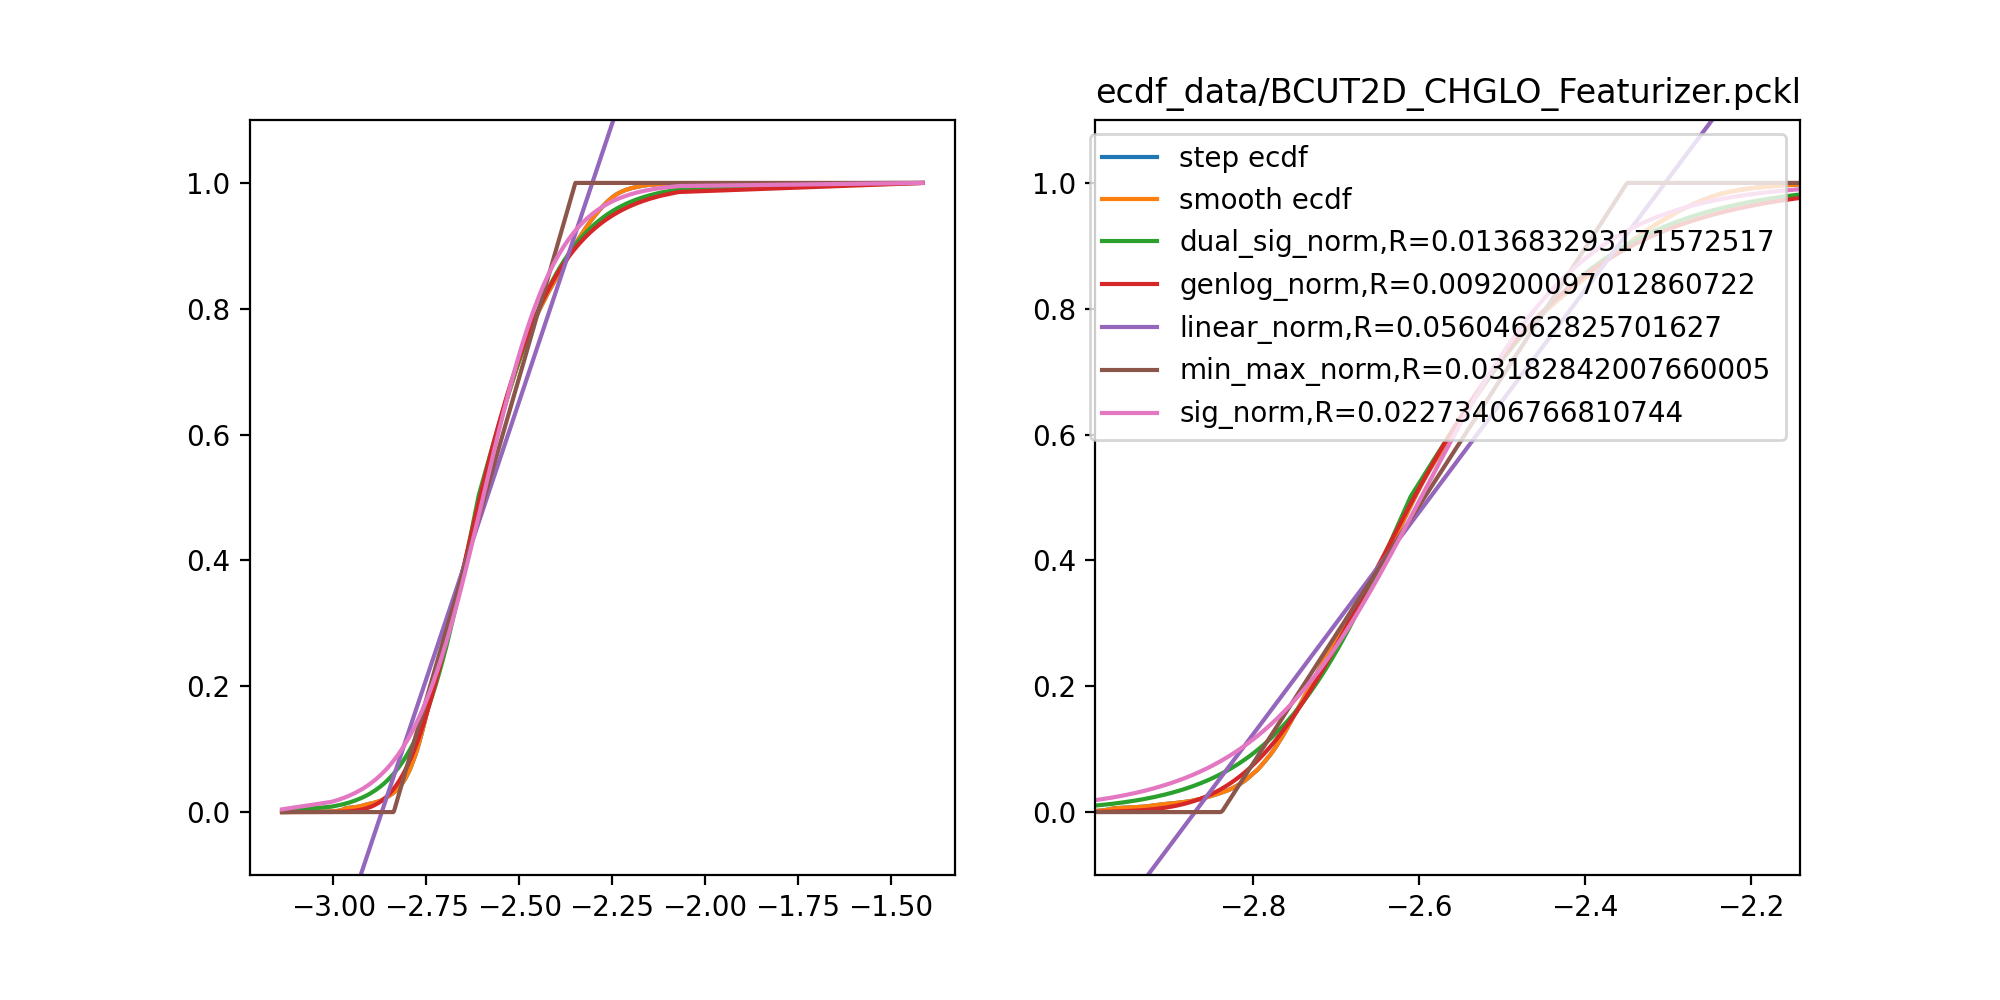 ecdf_data/BCUT2D_CHGLO_Featurizer.pckl
1.0
0.8
0.6
0.4
0.2
0.0
−3.00 −2.75 −2.50 −2.25 −2.00 −1.75 −1.50
1.0
0.8
0.6
0.4
0.2
0.0
−2.8 −2.6 −2.4 −2.2
step ecdf
smooth ecdf
dual_sig_norm,R=0.013683293171572517
genlog_norm,R=0.009200097012860722
linear_norm,R=0.05604662825701627
min_max_norm,R=0.03182842007660005
sig_norm,R=0.02273406766810744